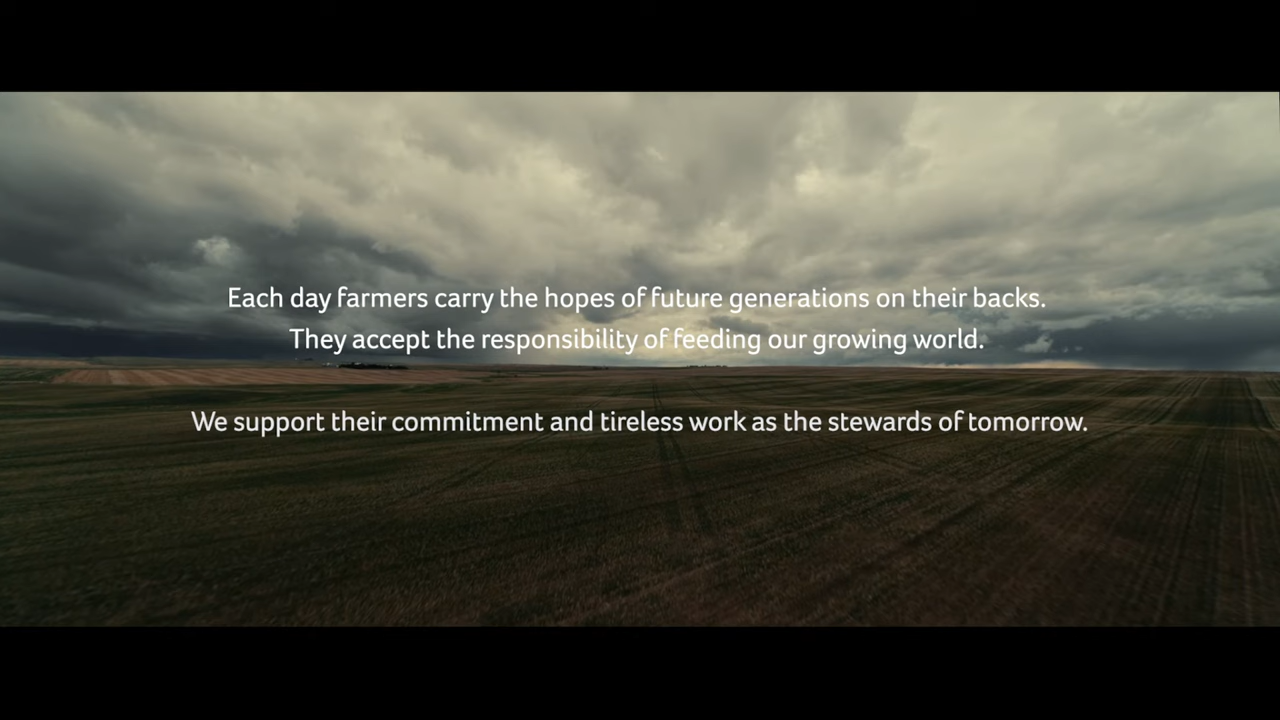 Each day farmers carry the hopes of future generations on their backs.
They accept the responsibility of feeding our growing world.
We support their commitment and tireless work as the stewards of tomorrow.